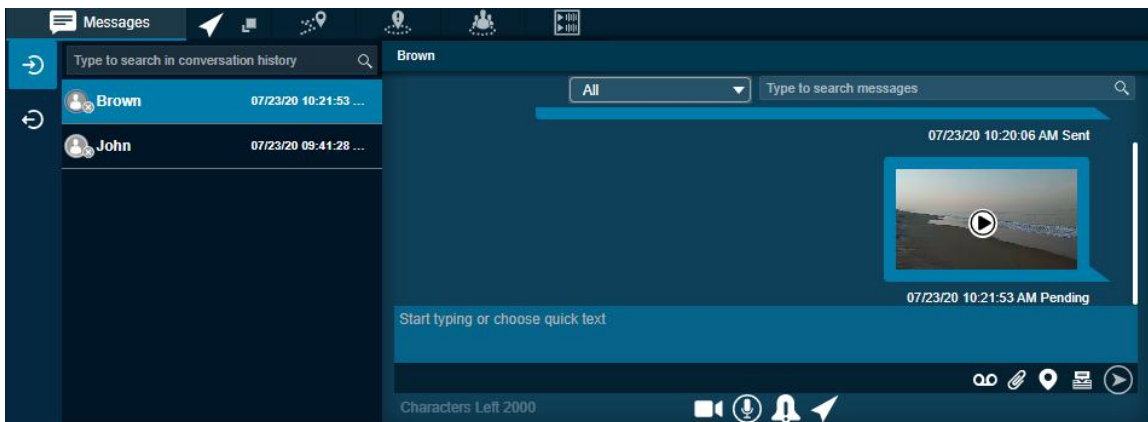 Messages
Type to search in conversation history
Brown
07/23/20 10:21:53 ...
John
07/23/20 09:41:28 ...
Brown
All
Type to search messages
07/23/20 10:20:06 AM Sent
07/23/20 10:21:53 AM Pending
Start typing or choose quick text
Characters Left 2000